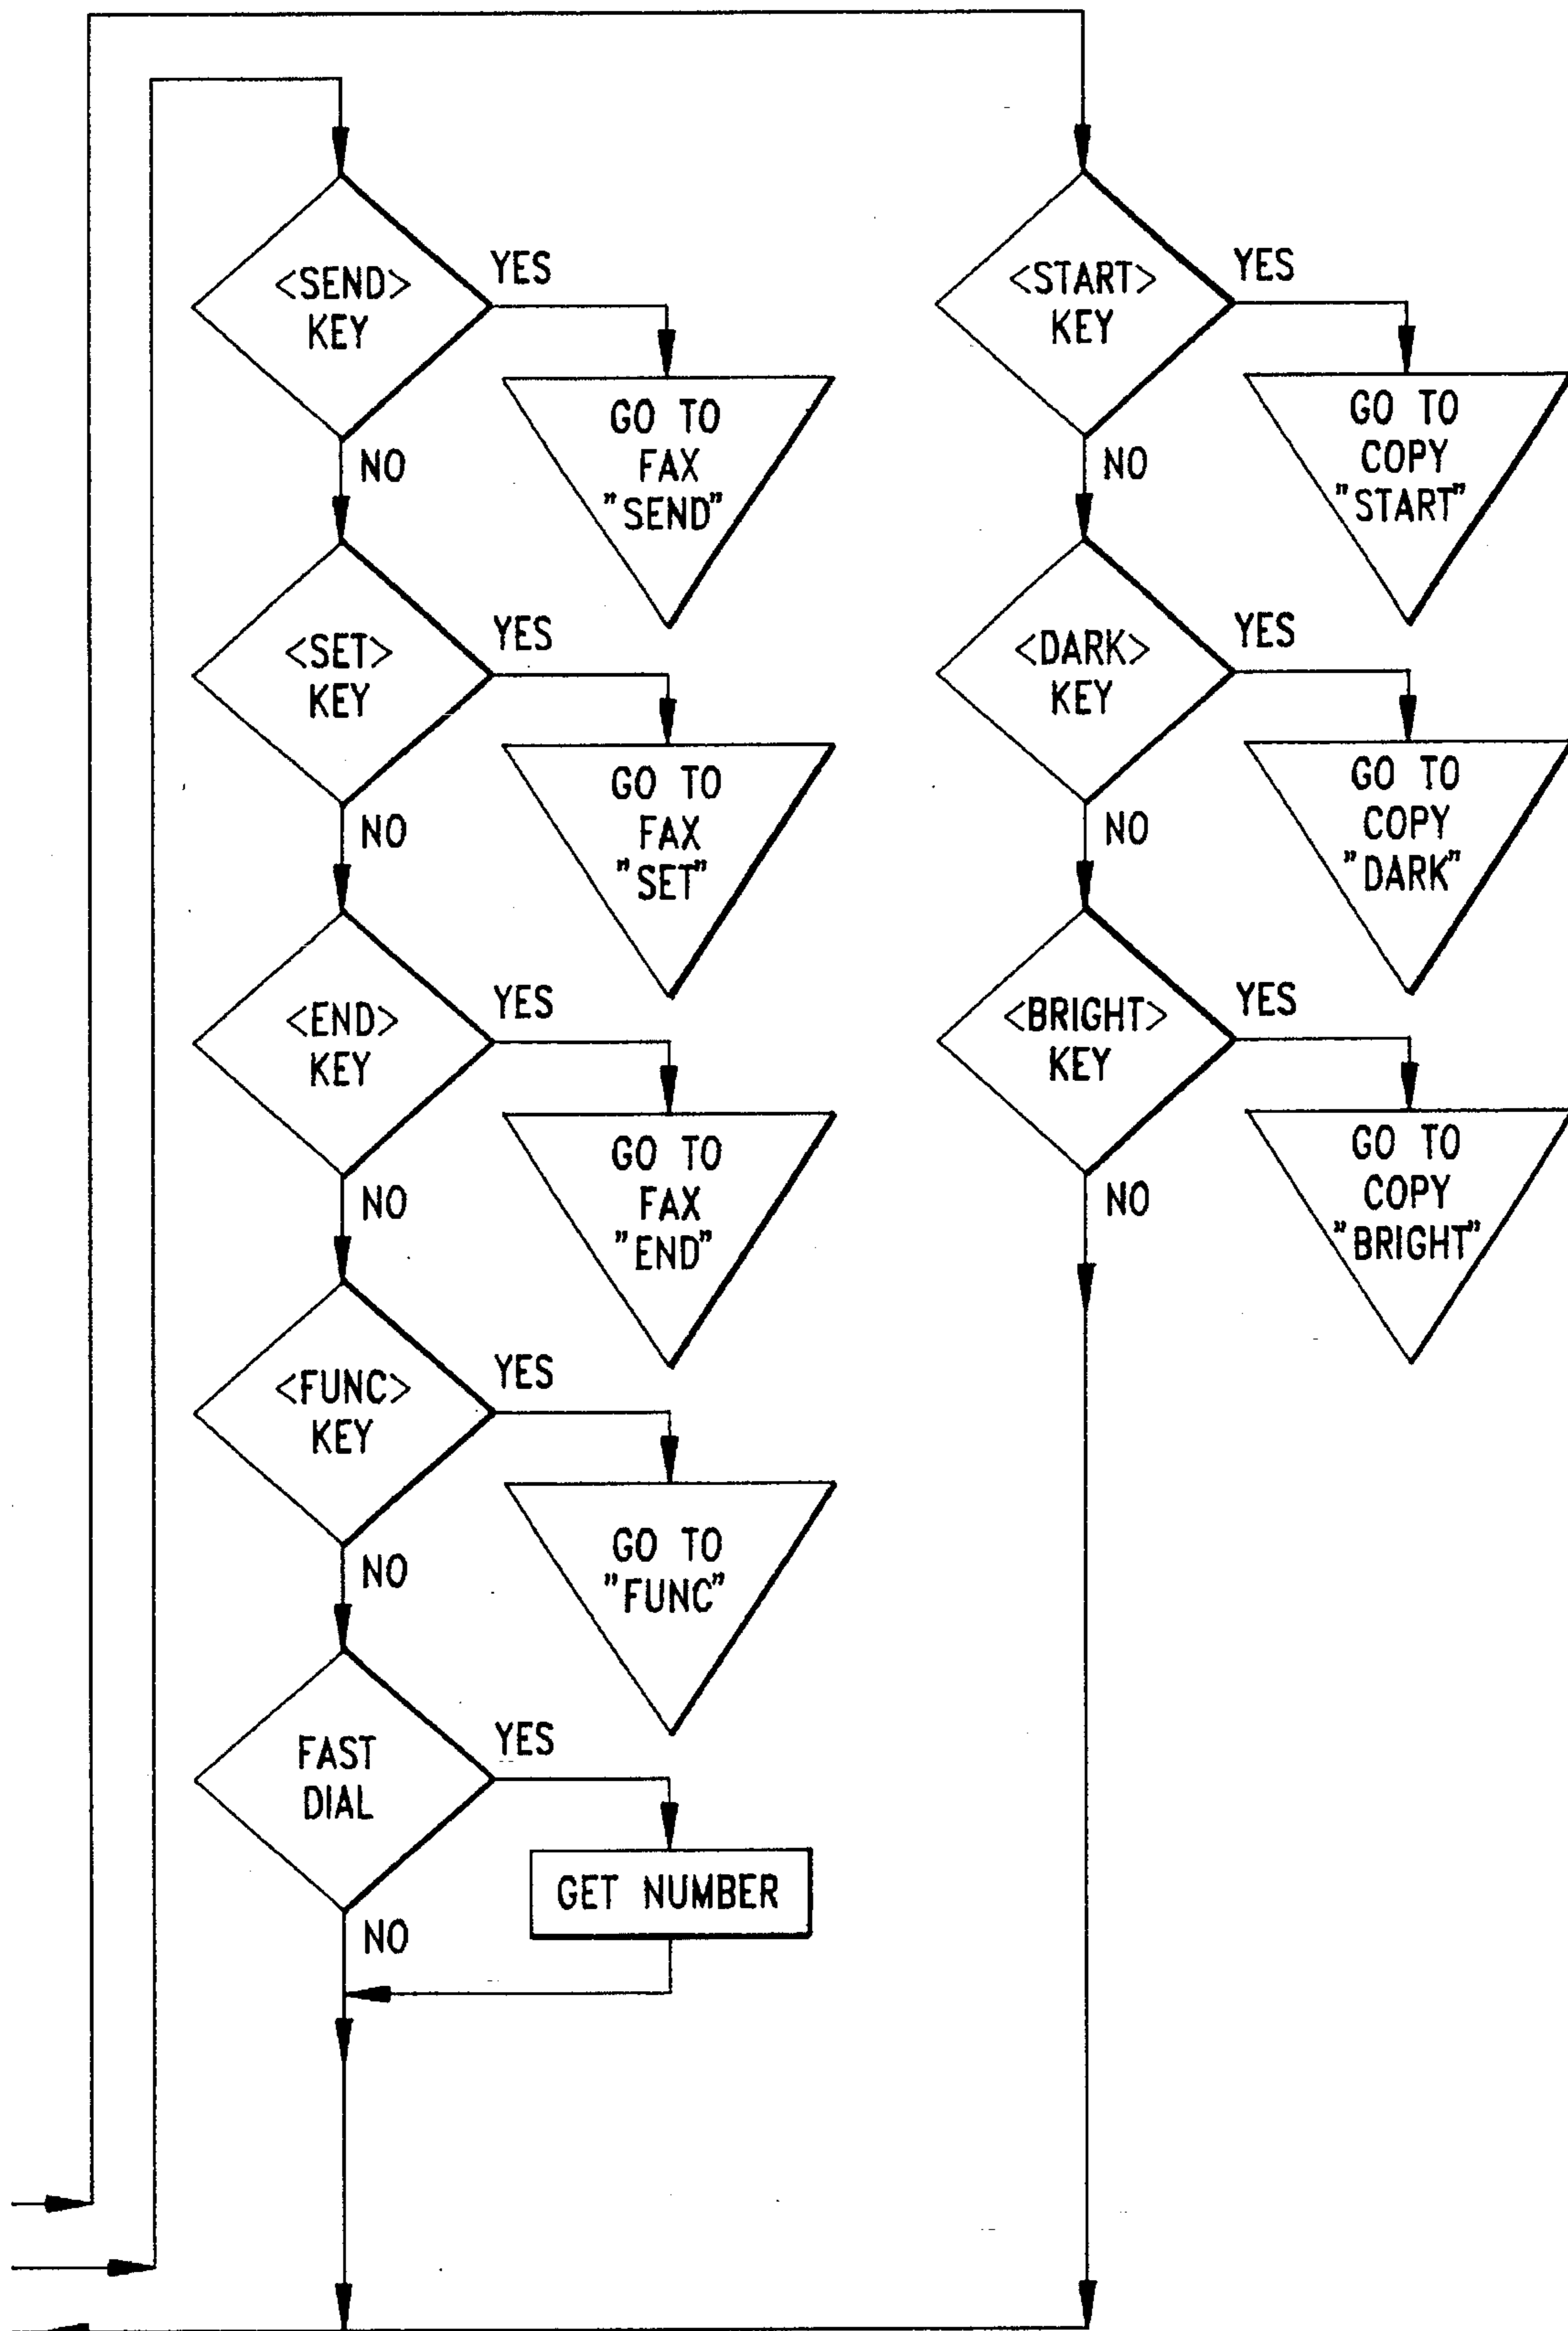 <SEND>
KEY
YES
NO
GO TO
FAX
"SEND"
<SET>
KEY
YES
NO
GO TO
FAX
"SET"
<END>
KEY
YES
NO
GO TO
FAX
"END"
<FUNC>
KEY
YES
NO
GO TO
"FUNC"
FAST
DIAL
YES
NO
GET NUMBER
<START>
KEY
YES
NO
GO TO
COPY
"START"
<DARK>
KEY
YES
NO
GO TO
COPY
"DARK"
<BRIGHT>
KEY
YES
NO
GO TO
COPY
"BRIGHT"